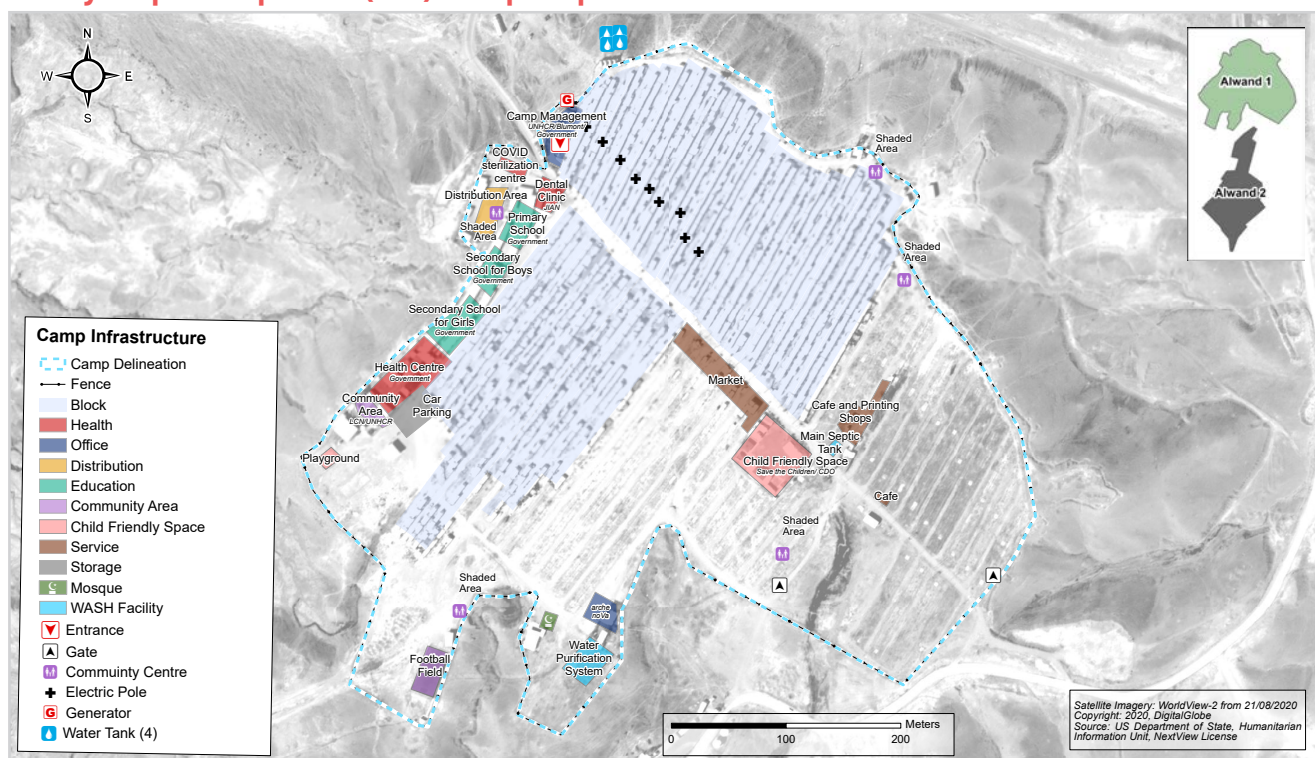 N
W
E
S
Alwand 1
Alwand 2
G
Camp Management
UNHCR/Blumont/
Government
COVID
sterilization
centre
Dental
Clinic
JIAN
Distribution Area
Shaded
Area
Primary
School
Government
Secondary
School for Boys
Government
Secondary School
for Girls
Government
Health Centre
Government
Community
Area
LCN/UNHCR
Car
Parking
Playground
Shaded
Area
Shaded
Area
Market
Cafe and Printing
Shops
Main Septic
Tank
Child Friendly Space
Save the Children/ CDO
Cafe
Shaded
Area
Shaded
Area
arche
noVa
Water
Purification
System
Football
Field
Camp Infrastructure
Camp Delineation
Fence
Block
Health
Office
Distribution
Education
Community Area
Child Friendly Space
Service
Storage
Mosque
WASH Facility
Entrance
Gate
Commuinty Centre
Electric Pole
G Generator
Water Tank (4)
Meters
0 100 200
Satellite Imagery: WorldView-2 from 21/08/2020
Copyright: 2020, DigitalGlobe
Source: US Department of State, Humanitarian
Information Unit, NextView License